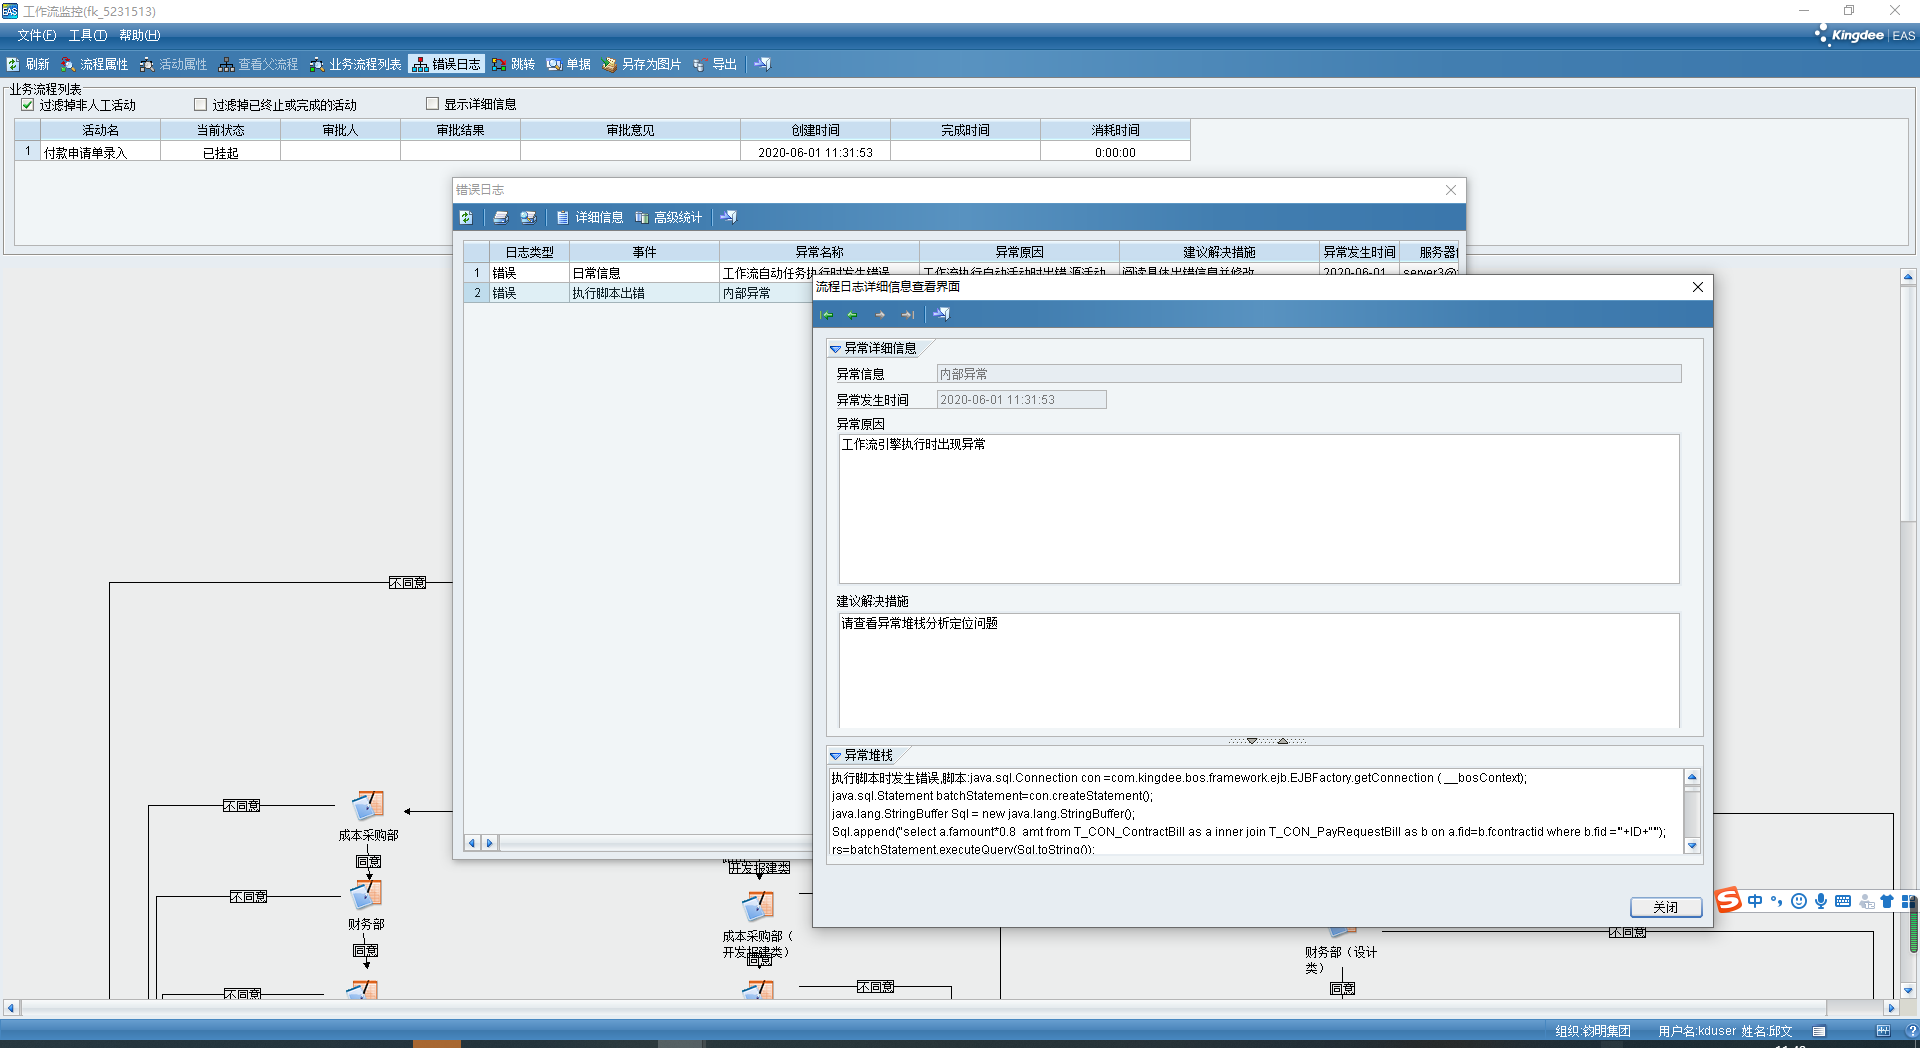 工作流监控(fk_5231513)
文件(F) 工具(T) 帮助(H)
Kingdee EAS
刷新 流程属性 活动属性 查看父流程 业务流程列表 错误日志 跳转 单据 另存为图片 导出
业务流程列表
过滤掉非人工活动 过滤掉已终止或完成的活动 显示详细信息
活动名 当前状态 审批人 审批结果 审批意见 创建时间 完成时间 消耗时间
1 付款申请单录入 已挂起 2020-06-01 11:31:53 0:00:00
错误日志
详细信息 高级统计
日志类型 事件 异常名称 异常原因 建议解决措施 异常发生时间 服务器
1 错误 日常信息 工作流自动任务执行时发生错误 工作流执行自动活动时出错,源活动 阅读具体出错信息并修改 2020-06-01 server3@
2 错误 执行脚本出错 内部异常
流程日志详细信息查看界面
异常详细信息
异常信息 内部异常
异常发生时间 2020-06-01 11:31:53
异常原因
工作流引擎执行时出现异常
建议解决措施
请查看异常堆栈分析定位问题
异常堆栈
执行脚本时发生错误,脚本:java.sql.Connection con =com.kingdee.bos.framework.ejb.EJBFactory.getConnection ( __bosContext);
java.sql.Statement batchStatement=con.createStatement();
java.lang.StringBuffer Sql = new java.lang.StringBuffer();
Sql.append("select a.famount*0.8  amt from T_CON_ContractBill as a inner join T_CON_PayRequestBill as b on a.fid=b.fcontractid where b.fid ='"+ID+"'");
rs=batchStatement.executeQuery(Sql.toString());
关闭
不同意
不同意
成本采购部
同意
不同意
财务部
同意
不同意
开发报建类
成本采购部（
开发报建类）
同意
不同意
不同意
财务部（设计
类）
同意
中
组织:钧明集团 用户名:kduser 姓名:邱文